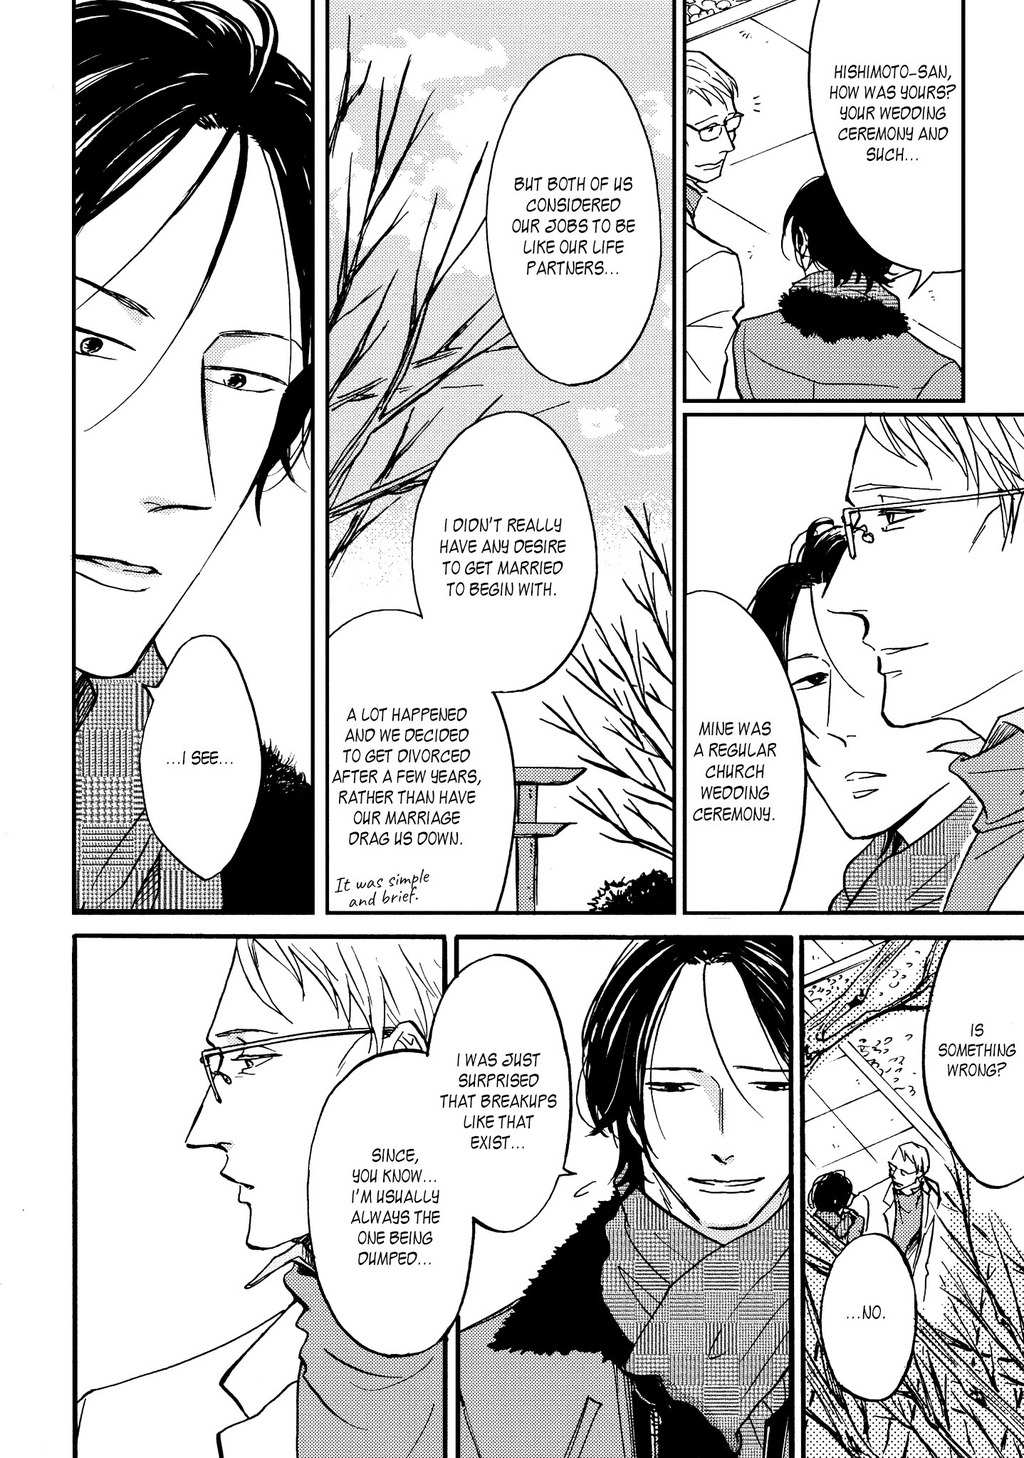 HISHIMOTO-SAN,
HOW WAS YOURS?
YOUR WEDDING
CEREMONY AND
SUCH...
MINE WAS
A REGULAR
CHURCH
WEDDING
CEREMONY.
BUT BOTH OF US
CONSIDERED
OUR JOBS TO BE
LIKE OUR LIFE
PARTNERS...
I DIDN'T REALLY
HAVE ANY DESIRE
TO GET MARRIED
TO BEGIN WITH.
A LOT HAPPENED
AND WE DECIDED
TO GET DIVORCED
AFTER A FEW YEARS,
RATHER THAN HAVE
OUR MARRIAGE
DRAG US DOWN.
It was simple
and brief.
...I SEE...
IS
SOMETHING
WRONG?
...NO.
I WAS JUST
SURPRISED
THAT BREAKUPS
LIKE THAT
EXIST...
SINCE,
YOU KNOW...
I'M USUALLY
ALWAYS THE
ONE BEING
DUMPED...